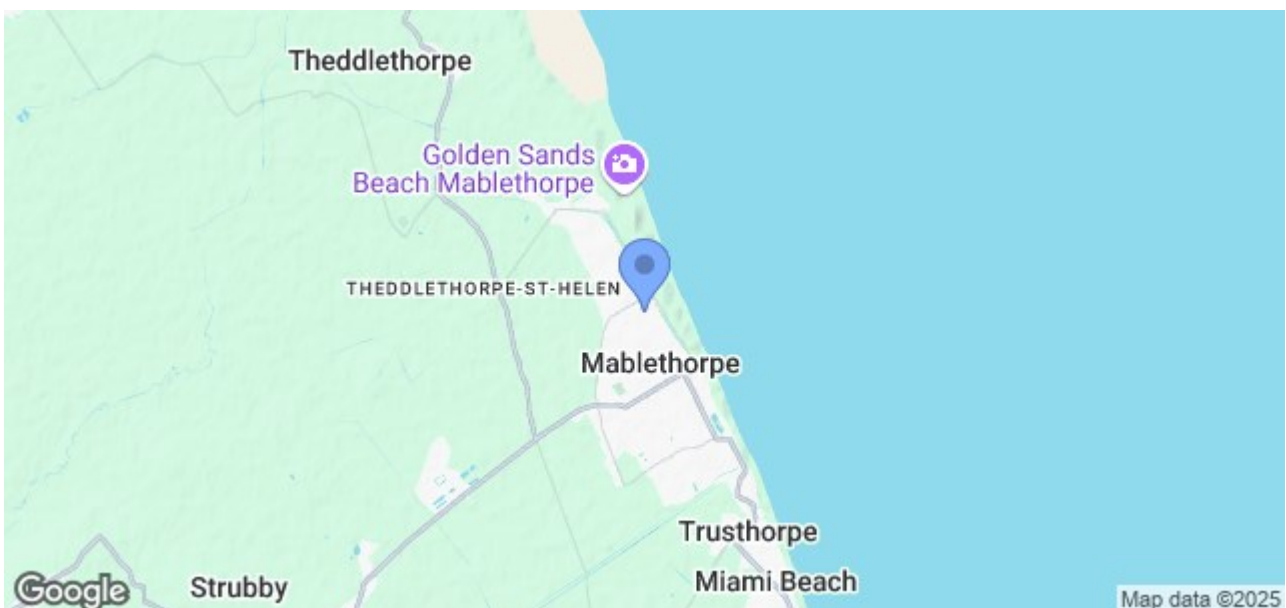 Theddlethorpe
Golden Sands
Beach Mablethorpe
THEDDLETHORPE-ST-HELEN
Mablethorpe
Trusthorpe
Miami Beach
Strubby
Google
Map data ©2025